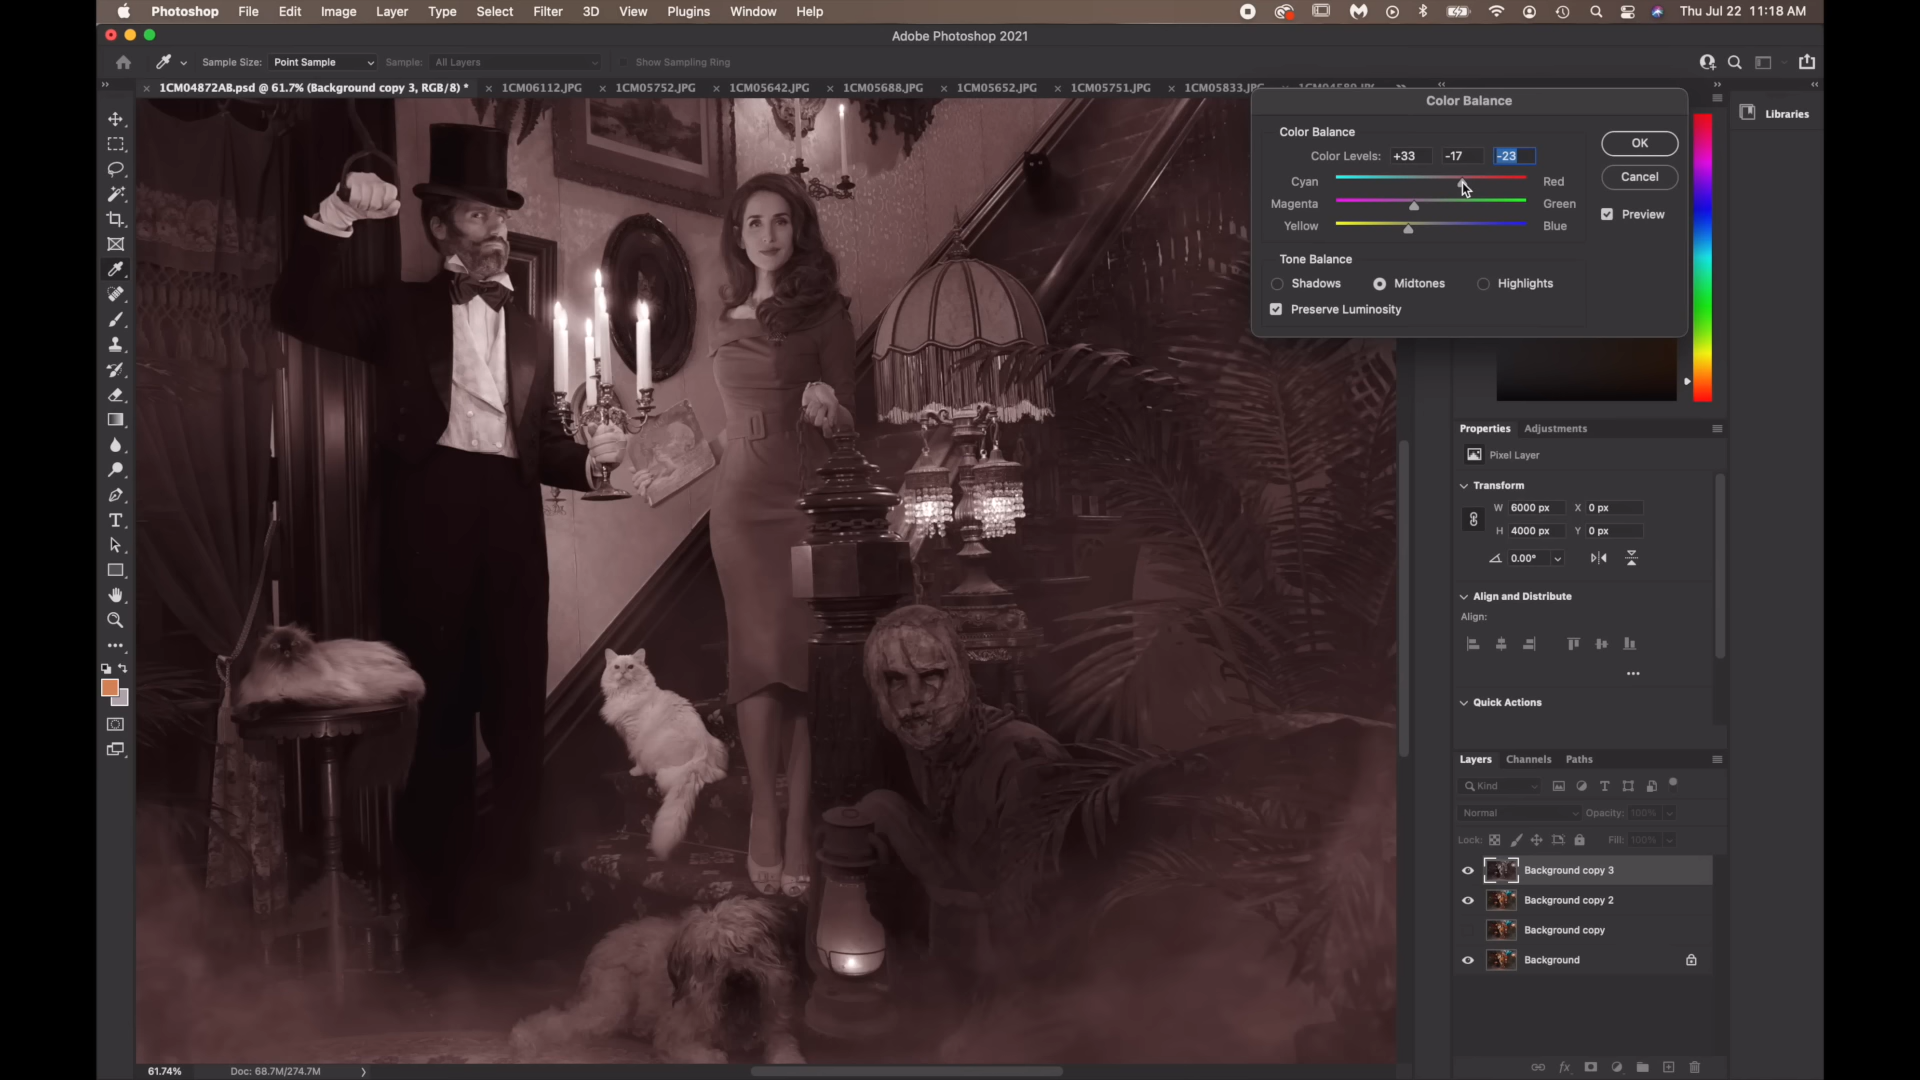 Photoshop File Edit Image Layer Type Select Filter 3D View Plugins Window Help Thu Jul 22 11:18 AM
Adobe Photoshop 2021
Sample Size: Point Sample Sample: All Layers Show Sampling Ring
1CM04872AB.psd @ 61.7% (Background copy 3, RGB/8) * 1CM06112.JPG 1CM05752.JPG 1CM05642.JPG 1CM05688.JPG 1CM05652.JPG 1CM05751.JPG 1CM05833.JPG
Color Balance
Color Balance
Color Levels: +33 -17 -23
Cyan Red
Magenta Green
Yellow Blue
Tone Balance
Shadows Midtones Highlights
Preserve Luminosity
OK
Cancel
Preview
Libraries
Properties Adjustments
Pixel Layer
Transform
W 6000 px X 0 px
H 4000 px Y 0 px
0.00°
Align and Distribute
Align:
Quick Actions
Layers Channels Paths
Kind
Normal Opacity: 100%
Lock: Fill: 100%
Background copy 3
Background copy 2
Background copy
Background
61.74% Doc: 68.7M/274.7M